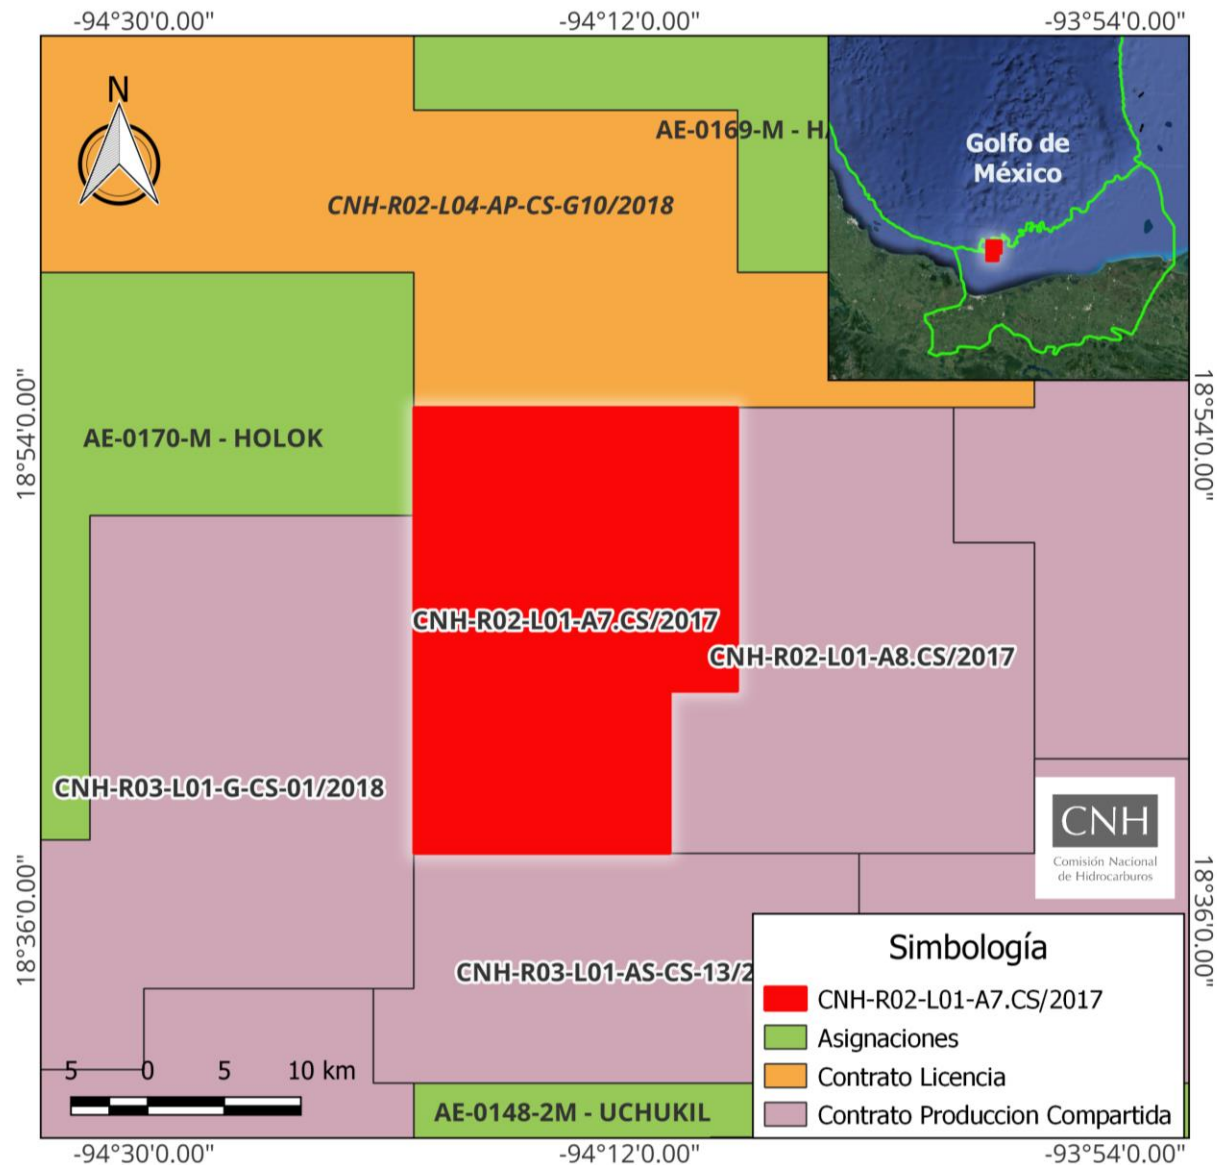 -94°30'0.00"
-94°12'0.00"
-93°54'0.00"
N
AE-0169-M - HA
Golfo de
México
CNH-R02-L04-AP-CS-G10/2018
18°54'0.00"
18°54'0.00"
AE-0170-M - HOLOK
CNH-R02-L01-A7.CS/2017
CNH-R02-L01-A8.CS/2017
CNH-R03-L01-G-CS-01/2018
CNH
Comisión Nacional
de Hidrocarburos
18°36'0.00"
18°36'0.00"
CNH-R03-L01-AS-CS-13/2
Simbología
CNH-R02-L01-A7.CS/2017
Asignaciones
Contrato Licencia
Contrato Produccion Compartida
5 0 5 10 km
AE-0148-2M - UCHUKIL
-94°30'0.00"
-94°12'0.00"
-93°54'0.00"